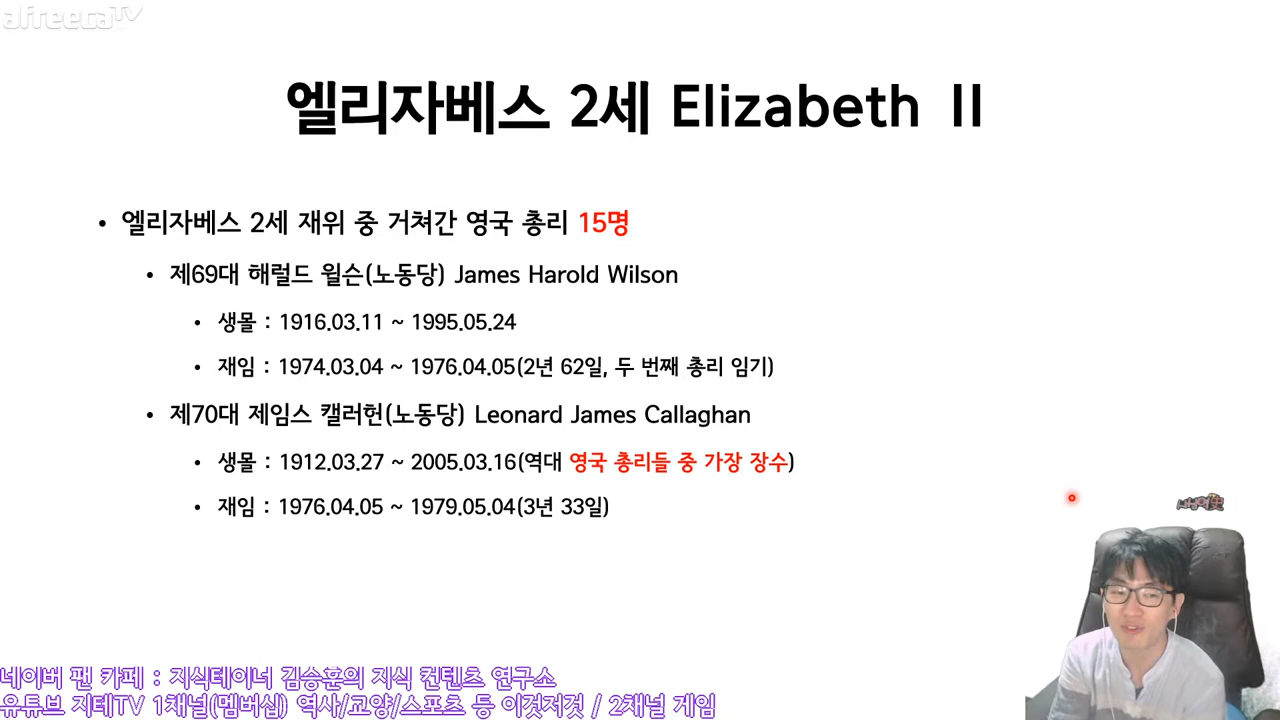 afreecaTV
엘리자베스 2세 Elizabeth Ⅱ
• 엘리자베스 2세 재위 중 거쳐간 영국 총리 15명
• 제69대 해럴드 윌슨(노동당) James Harold Wilson
• 생몰 : 1916.03.11 ~ 1995.05.24
• 재임 : 1974.03.04 ~ 1976.04.05(2년 62일, 두 번째 총리 임기)
• 제70대 제임스 캘러헌(노동당) Leonard James Callaghan
• 생몰 : 1912.03.27 ~ 2005.03.16(역대 영국 총리들 중 가장 장수)
• 재임 : 1976.04.05 ~ 1979.05.04(3년 33일)
네이버 팬 카페 : 지식테이너 김승훈의 지식 컨텐츠 연구소
유튜브 지테TV 1채널(멤버십) 역사/교양/스포츠 등 이것저것 / 2채널 게임